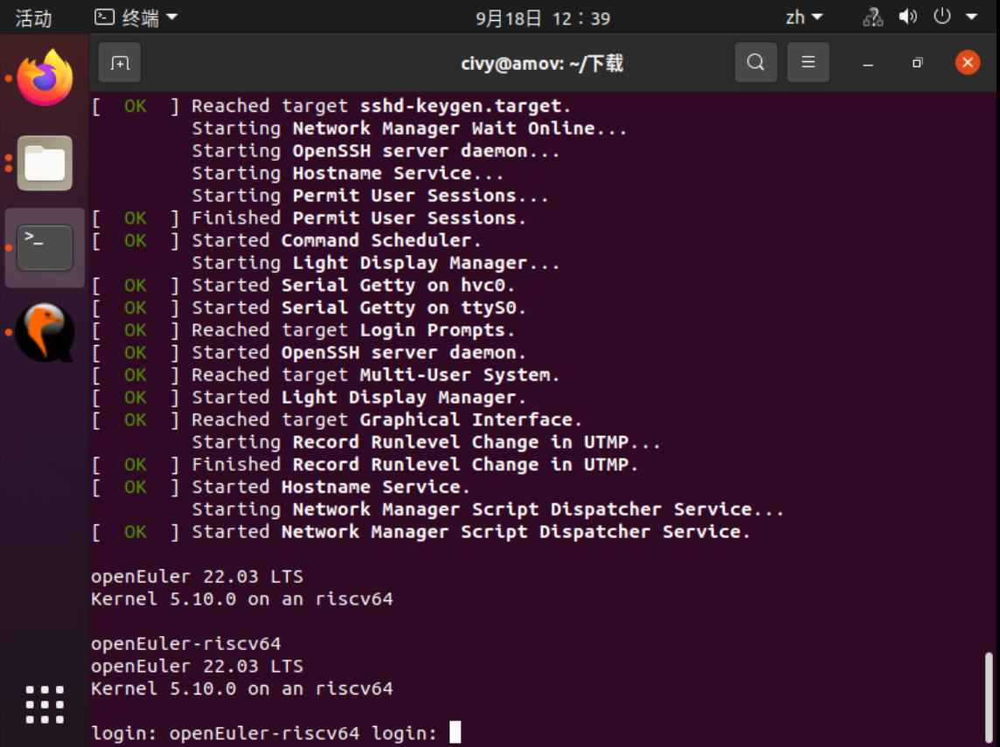 活动 终端 9月18日 12：39 zh
civy@amov: ~/下载
[  OK  ] Reached target sshd-keygen.target.
         Starting Network Manager Wait Online...
         Starting OpenSSH server daemon...
         Starting Hostname Service...
         Starting Permit User Sessions...
[  OK  ] Finished Permit User Sessions.
[  OK  ] Started Command Scheduler.
         Starting Light Display Manager...
[  OK  ] Started Serial Getty on hvc0.
[  OK  ] Started Serial Getty on ttyS0.
[  OK  ] Reached target Login Prompts.
[  OK  ] Started OpenSSH server daemon.
[  OK  ] Reached target Multi-User System.
[  OK  ] Started Light Display Manager.
[  OK  ] Reached target Graphical Interface.
         Starting Record Runlevel Change in UTMP...
[  OK  ] Finished Record Runlevel Change in UTMP.
[  OK  ] Started Hostname Service.
         Starting Network Manager Script Dispatcher Service...
[  OK  ] Started Network Manager Script Dispatcher Service.
openEuler 22.03 LTS
Kernel 5.10.0 on an riscv64
openEuler-riscv64
openEuler 22.03 LTS
Kernel 5.10.0 on an riscv64
login: openEuler-riscv64 login: